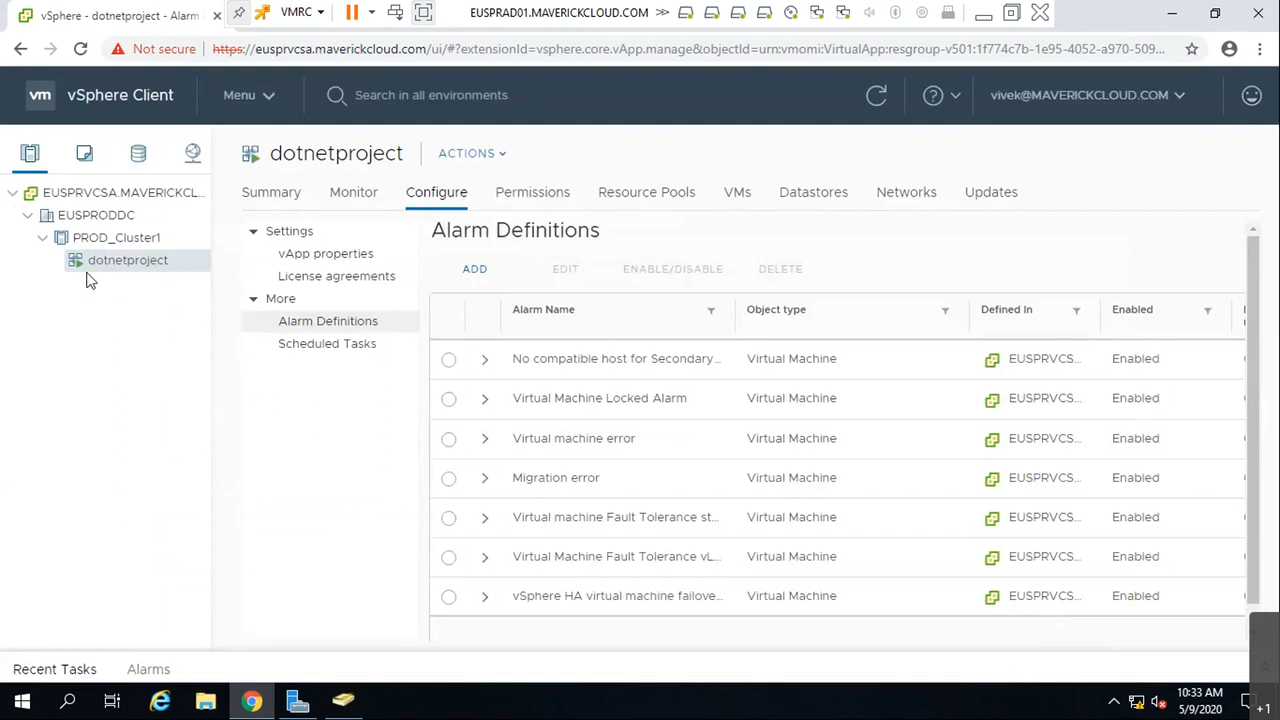 vSphere - dotnetproject - Alarm
VMRC
EUSPRAD01.MAVERICKCLOUD.COM
Not secure
https://eusprvcsa.maverickcloud.com/ui/#?extensionId=vsphere.core.vApp.manage&objectId=urn:vmomi:VirtualApp:resgroup-v501:1f774c7b-1e95-4052-a970-509...
vm vSphere Client
Menu
Search in all environments
vivek@MAVERICKCLOUD.COM
EUSPRVCSA.MAVERICKCL...
EUSPRODDC
PROD_Cluster1
dotnetproject
dotnetproject
ACTIONS
Summary Monitor Configure Permissions Resource Pools VMs Datastores Networks Updates
Settings
vApp properties
License agreements
More
Alarm Definitions
Scheduled Tasks
Alarm Definitions
ADD EDIT ENABLE/DISABLE DELETE
Alarm Name Object type Defined In Enabled
No compatible host for Secondary... Virtual Machine EUSPRVCS... Enabled
Virtual Machine Locked Alarm Virtual Machine EUSPRVCS... Enabled
Virtual machine error Virtual Machine EUSPRVCS... Enabled
Migration error Virtual Machine EUSPRVCS... Enabled
Virtual machine Fault Tolerance st... Virtual Machine EUSPRVCS... Enabled
Virtual Machine Fault Tolerance vL... Virtual Machine EUSPRVCS... Enabled
vSphere HA virtual machine failove... Virtual Machine EUSPRVCS... Enabled
Recent Tasks Alarms
10:33 AM
5/9/2020
+1